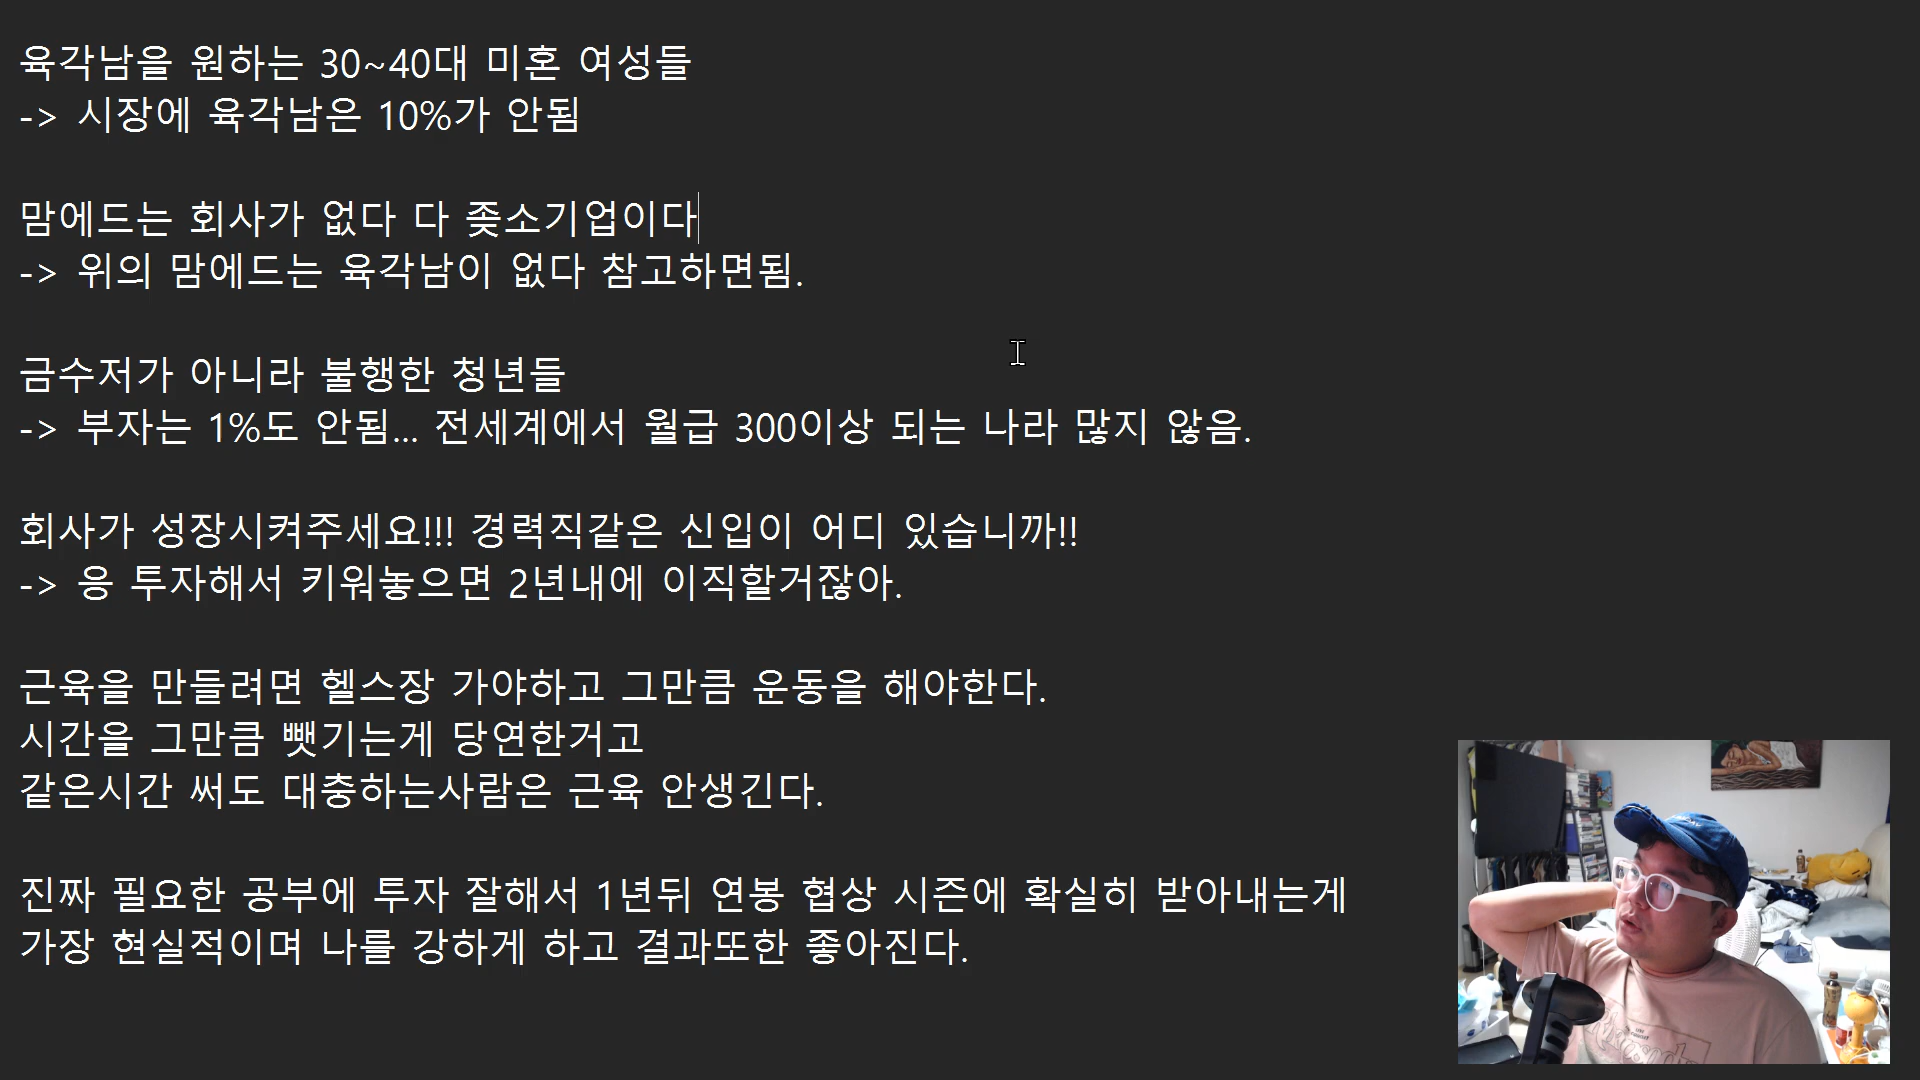 육각남을 원하는 30~40대 미혼 여성들
-> 시장에 육각남은 10%가 안됨
맘에드는 회사가 없다 다 좆소기업이다
-> 위의 맘에드는 육각남이 없다 참고하면됨.
금수저가 아니라 불행한 청년들
-> 부자는 1%도 안됨... 전세계에서 월급 300이상 되는 나라 많지 않음.
회사가 성장시켜주세요!!! 경력직같은 신입이 어디 있습니까!!
-> 응 투자해서 키워놓으면 2년내에 이직할거잖아.
근육을 만들려면 헬스장 가야하고 그만큼 운동을 해야한다.
시간을 그만큼 뺏기는게 당연한거고
같은시간 써도 대충하는사람은 근육 안생긴다.
진짜 필요한 공부에 투자 잘해서 1년뒤 연봉 협상 시즌에 확실히 받아내는게
가장 현실적이며 나를 강하게 하고 결과또한 좋아진다.